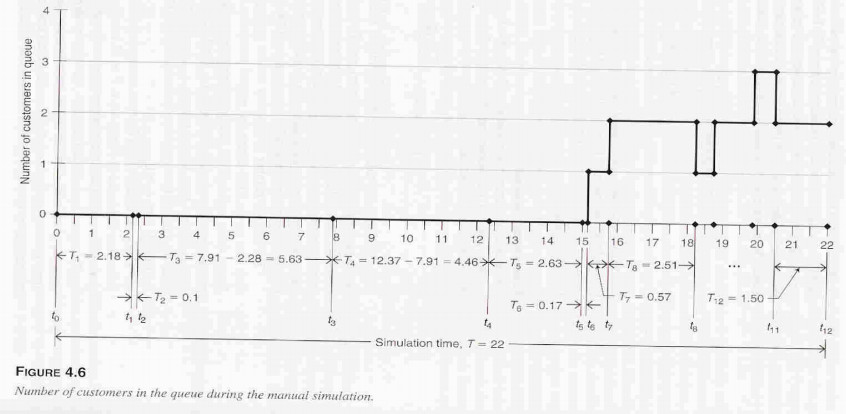 4
3
2
1
0
Number of customers in queue
0 1 2 3 4 5 6 7 8 9 10 11 12 13 14 15 16 17 18 19 20 21 22
T1 = 2.18
T3 = 7.91 − 2.28 = 5.63
T4 = 12.37 − 7.91 = 4.46
T5 = 2.63
T8 = 2.51
...
T2 = 0.1
T6 = 0.17
T7 = 0.57
T12 = 1.50
t0 t1 t2 t3 t4 t5 t6 t7 t8 t11 t12
Simulation time, T = 22
FIGURE 4.6
Number of customers in the queue during the manual simulation.